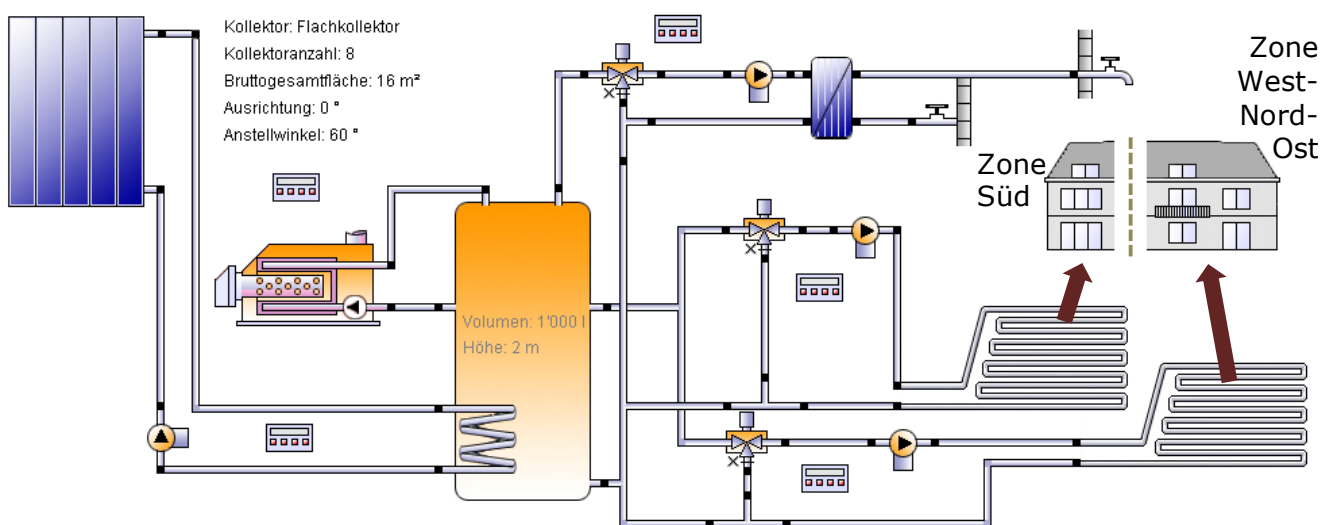 Kollektor: Flachkollektor
Kollektoranzahl: 8
Bruttogesamtfläche: 16 m²
Ausrichtung: 0 °
Anstellwinkel: 60 °
Zone
West-
Nord-
Ost
Zone
Süd
Volumen: 1'000 l
Höhe: 2 m